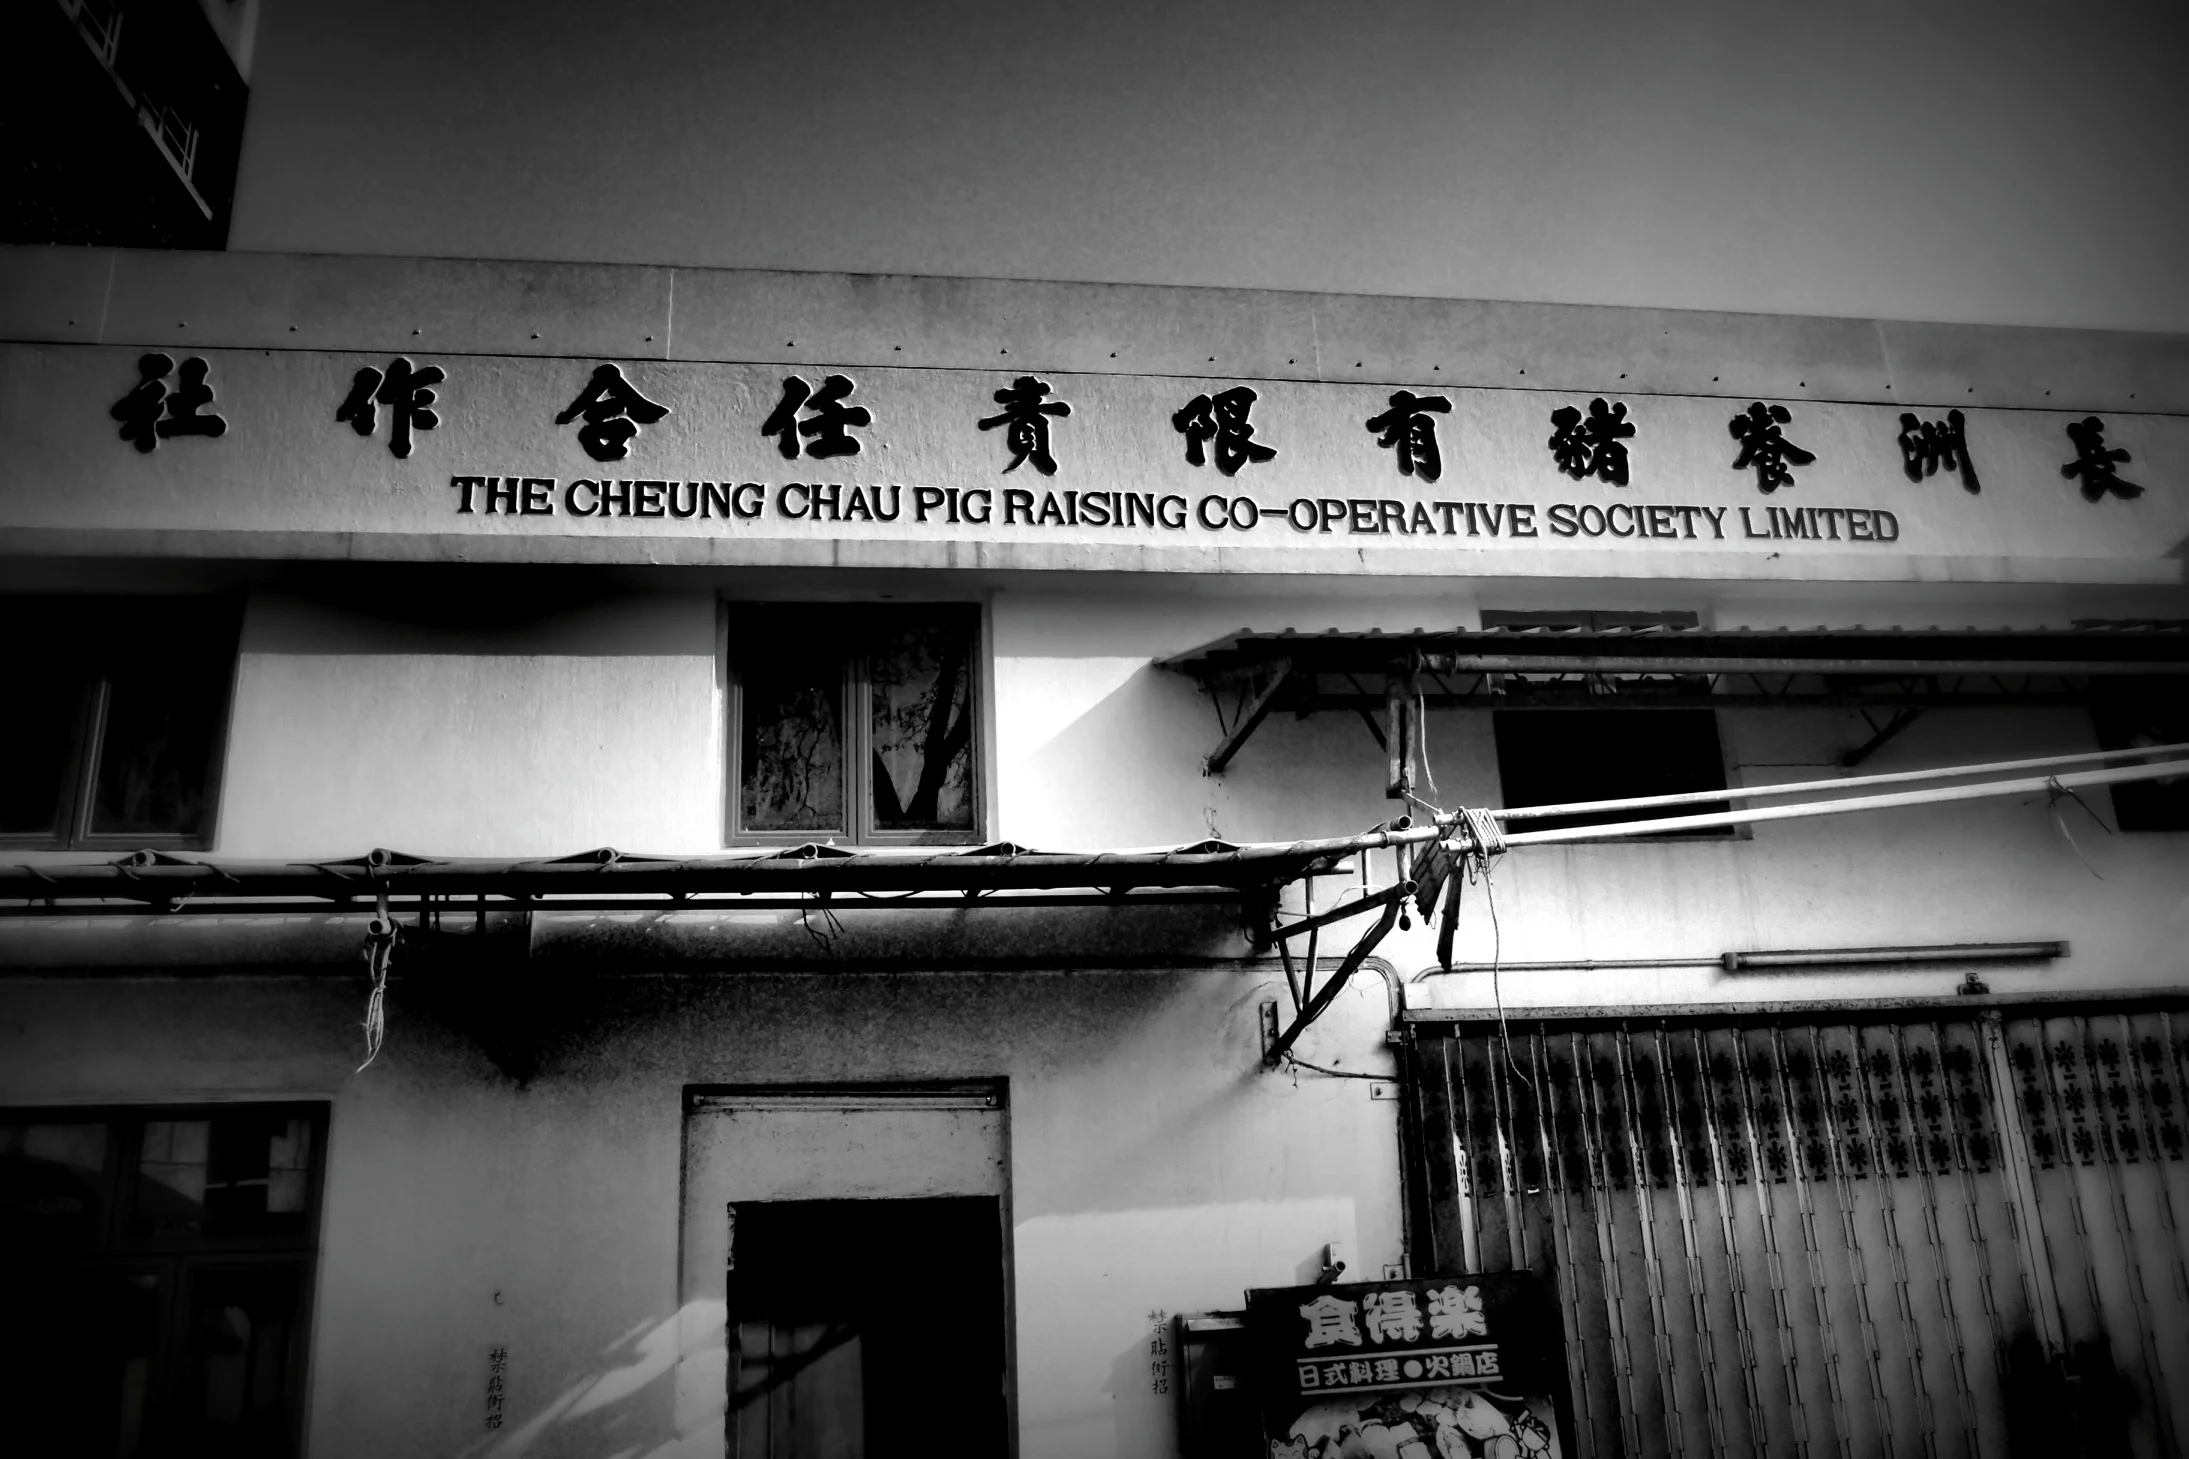 長洲養豬有限責任合作社
THE CHEUNG CHAU PIG RAISING CO-OPERATIVE SOCIETY LIMITED
禁貼街招
禁貼街招
食得楽
日式料理●火鍋店